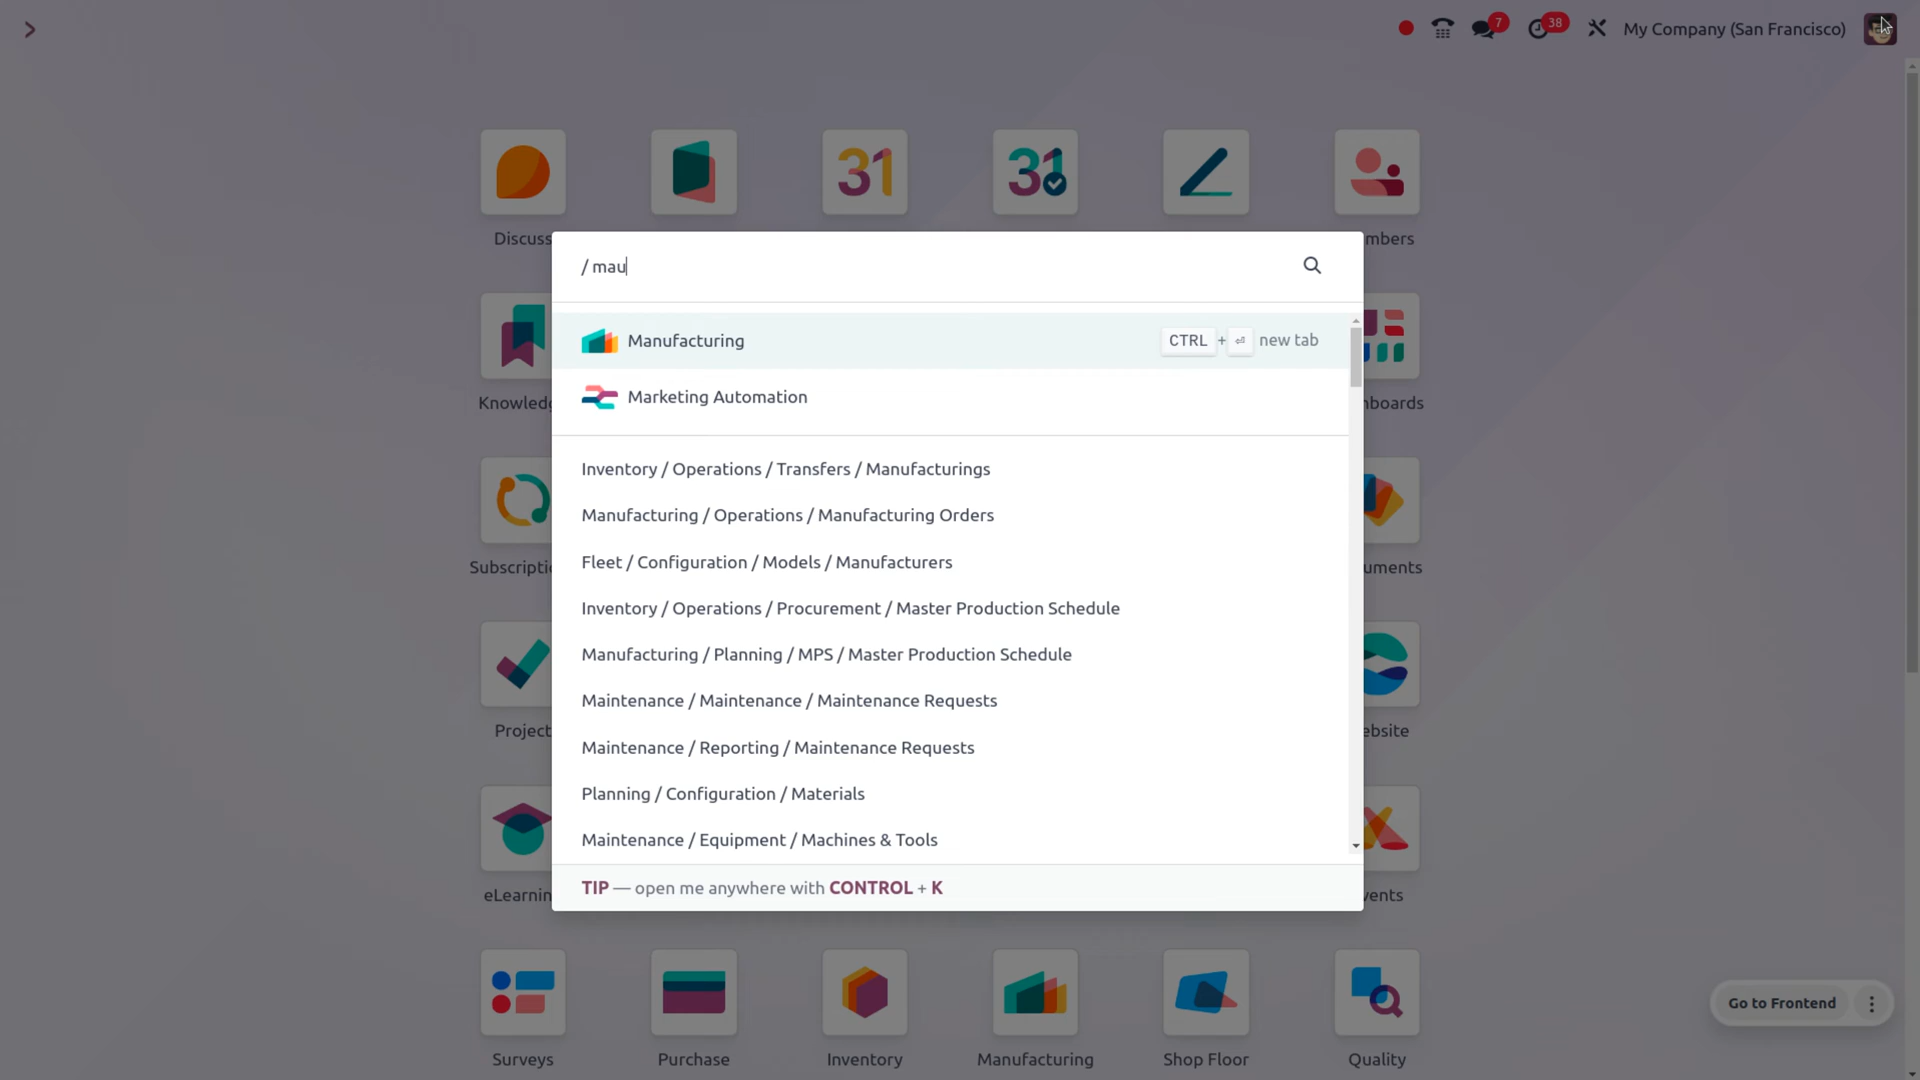 7
38
My Company (San Francisco)
31
31
Discuss
mbers
/ mau
Manufacturing
CTRL + ⏎ new tab
Marketing Automation
Knowledg
hboards
Inventory / Operations / Transfers / Manufacturings
Manufacturing / Operations / Manufacturing Orders
Fleet / Configuration / Models / Manufacturers
Subscriptio
uments
Inventory / Operations / Procurement / Master Production Schedule
Manufacturing / Planning / MPS / Master Production Schedule
Maintenance / Maintenance / Maintenance Requests
Project
ebsite
Maintenance / Reporting / Maintenance Requests
Planning / Configuration / Materials
Maintenance / Equipment / Machines & Tools
TIP — open me anywhere with CONTROL + K
eLearnin
vents
Go to Frontend
Surveys
Purchase
Inventory
Manufacturing
Shop Floor
Quality